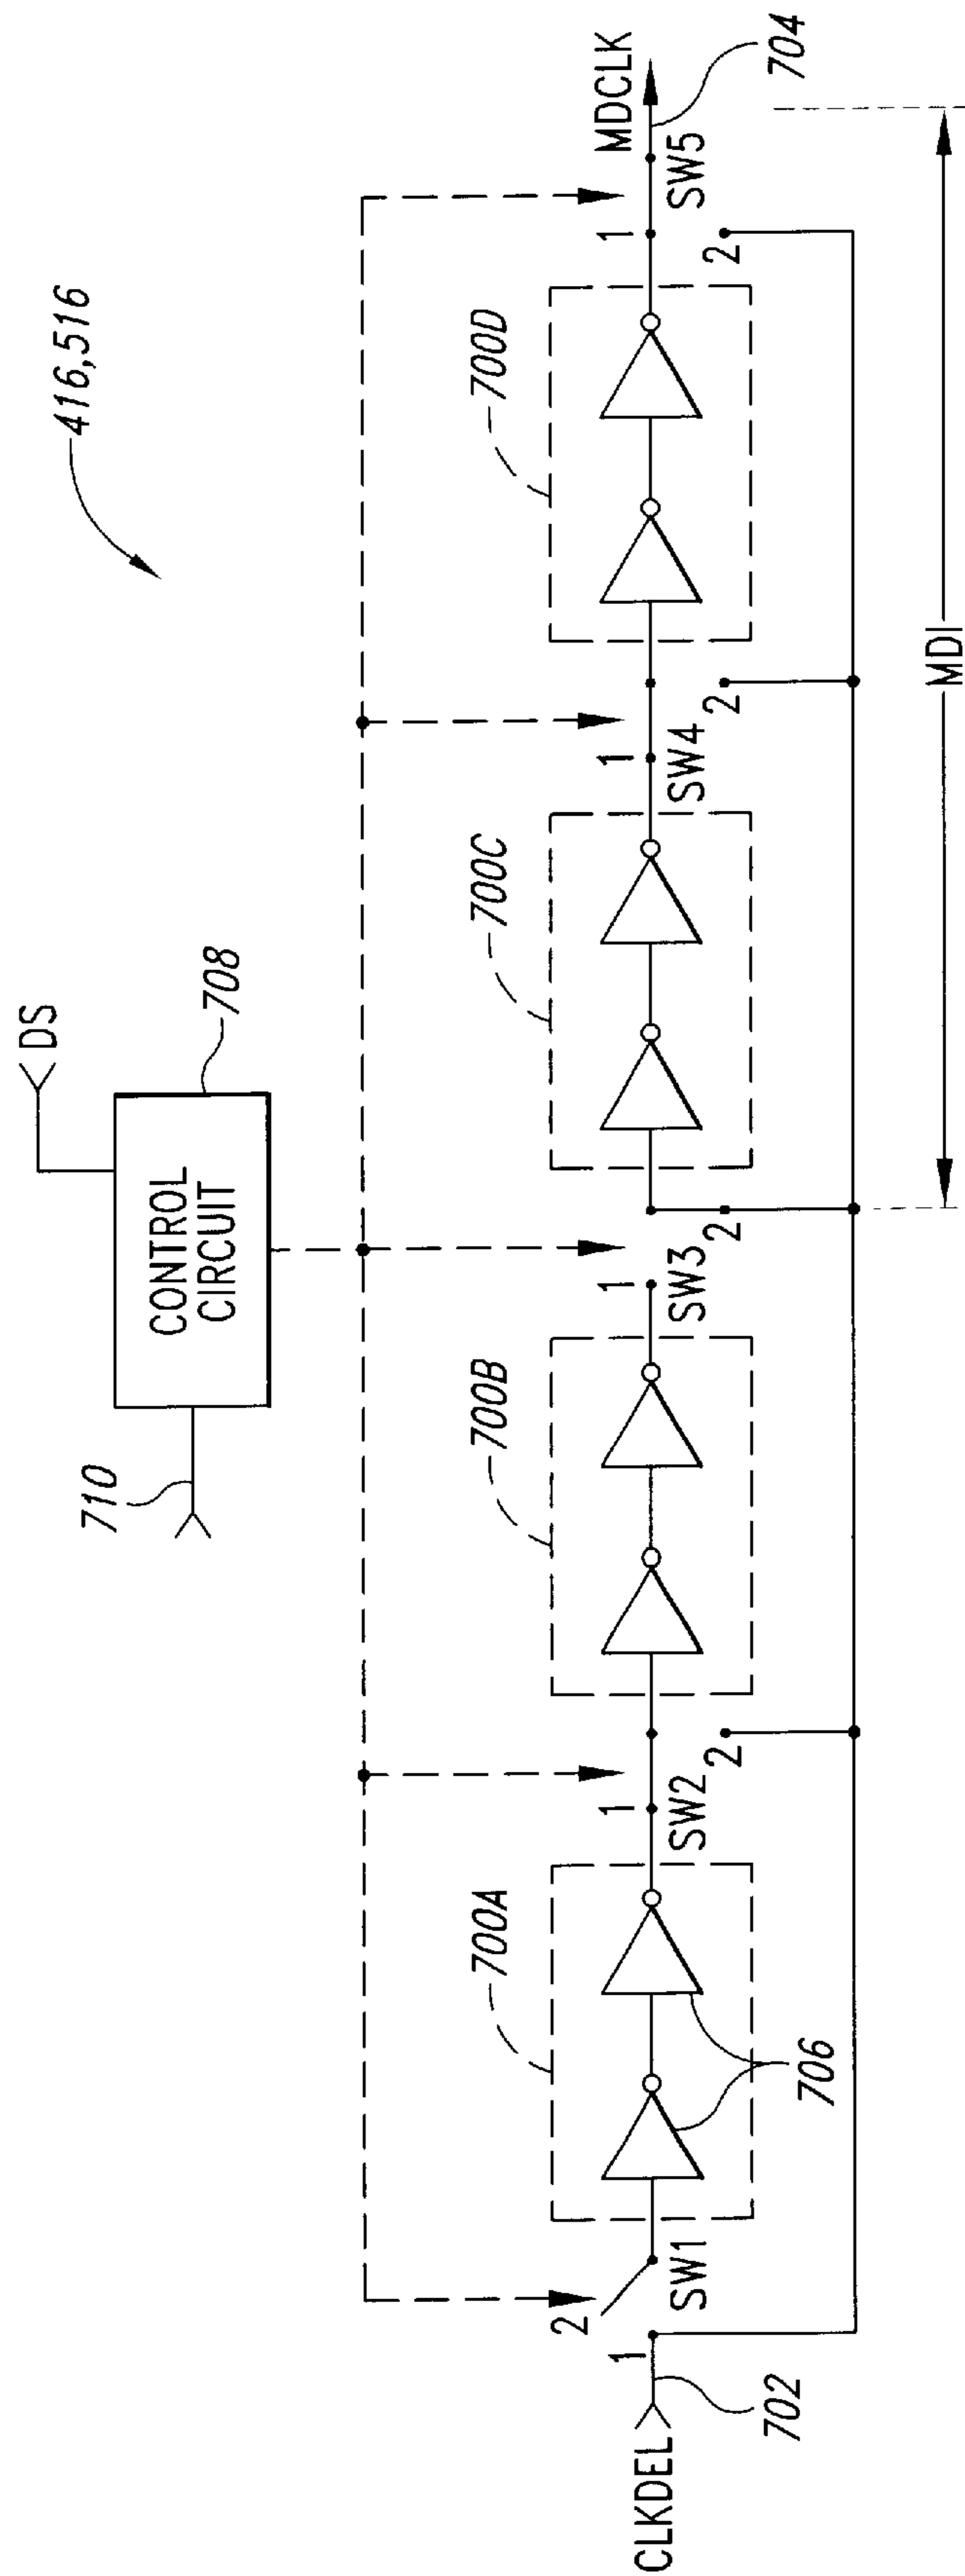 416,516
DS
CONTROL
CIRCUIT
708
710
700A
700B
700C
700D
CLKDEL
702
1
2
SW1
706
1
SW2
2
1
SW3
2
1
SW4
2
1
SW5
2
MDCLK
704
MDI